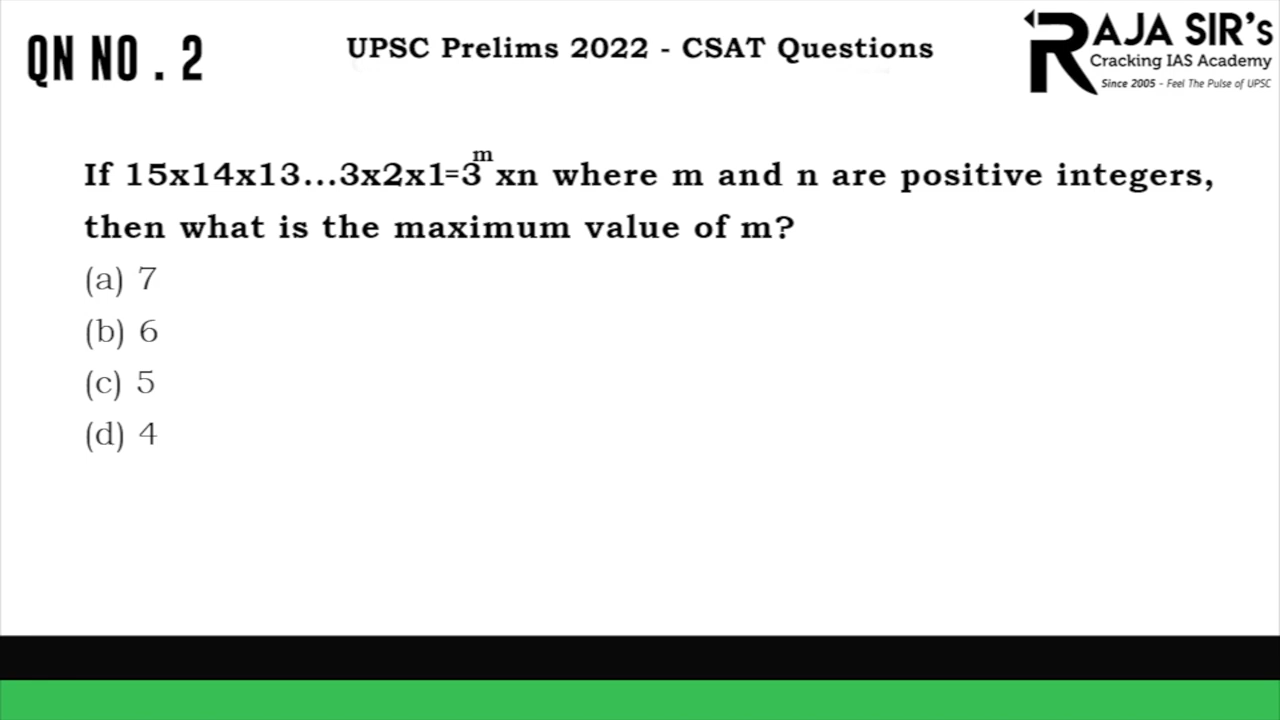 QN NO . 2
UPSC Prelims 2022 - CSAT Questions
RAJA SIR's
Cracking IAS Academy
Since 2005 - Feel The Pulse of UPSC
If 15x14x13...3x2x1=3ᵐxn where m and n are positive integers,
then what is the maximum value of m?
(a) 7
(b) 6
(c) 5
(d) 4